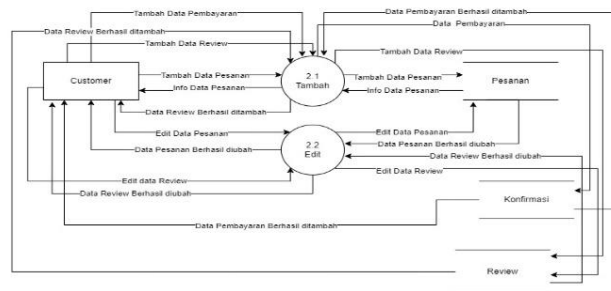 Tambah Data Pembayaran
Data Pembayaran Berhasil ditambah
Data Pembayaran
Data Review Berhasil ditambah
Tambah Data Review
Tambah Data Review
Customer
Tambah Data Pesanan
2.1
Tambah
Tambah Data Pesanan
Pesanan
Info Data Pesanan
Info Data Pesanan
Data Review Berhasil ditambah
Edit Data Pesanan
2.2
Edit
Edit Data Pesanan
Data Pesanan Berhasil diubah
Data Pesanan Berhasil diubah
Data Review Berhasil diubah
Edit data Review
Edit Data Review
Data Review Berhasil diubah
Konfirmasi
Data Pembayaran Berhasil ditambah
Review